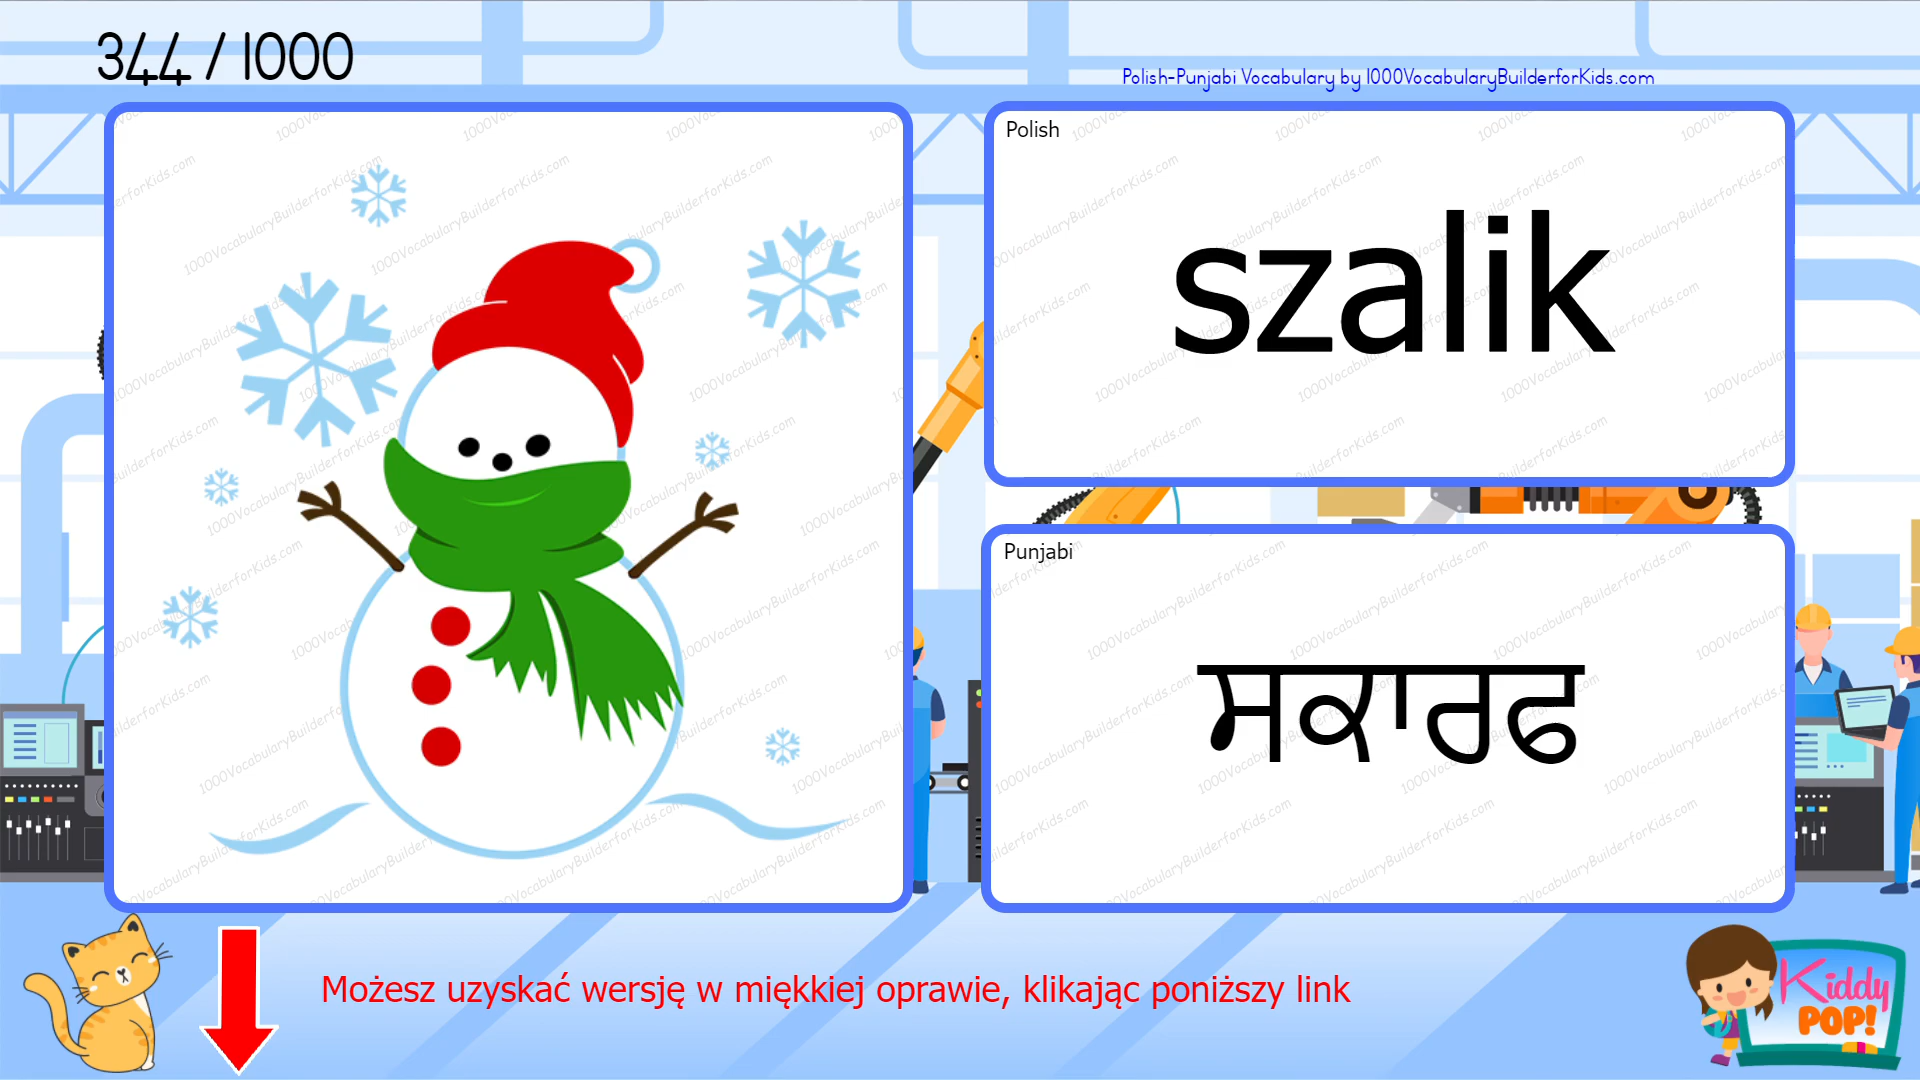 344 / 1000
Polish-Punjabi Vocabulary by 1000VocabularyBuilderforKids.com
Polish
szalik
Punjabi
ਸਕਾਰਫ
Możesz uzyskać wersję w miękkiej oprawie, klikając poniższy link
Kiddy
POP!